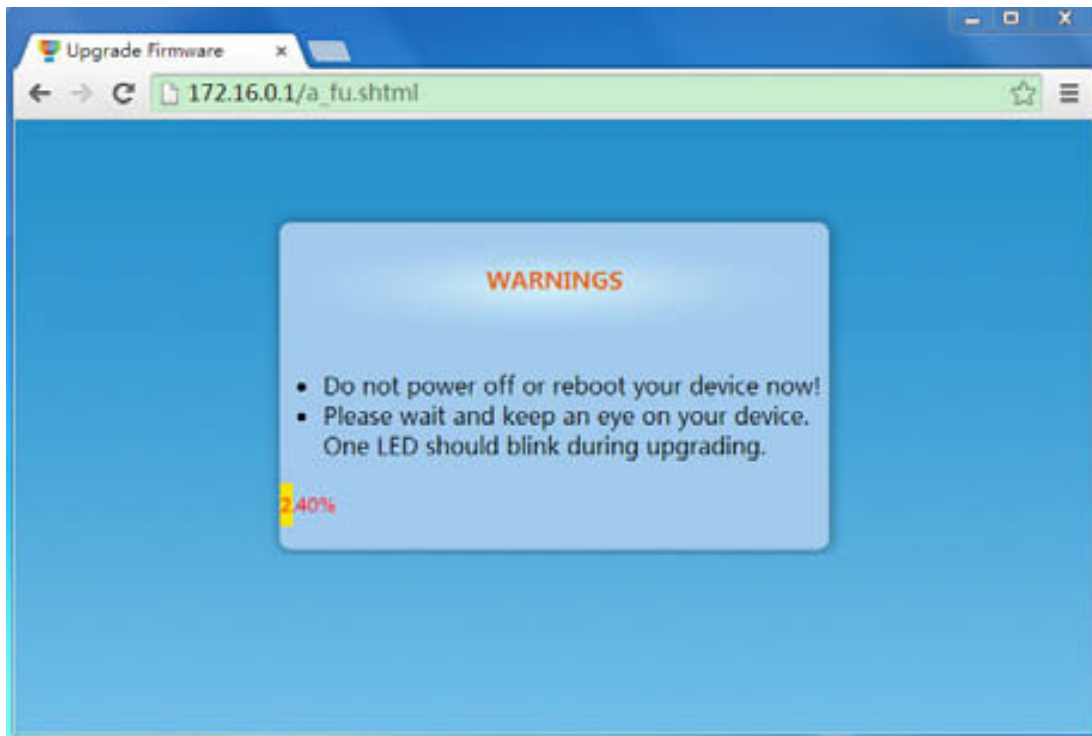 Upgrade Firmware
172.16.0.1/a_fu.shtml
WARNINGS
Do not power off or reboot your device now!
Please wait and keep an eye on your device.
One LED should blink during upgrading.
2.40%